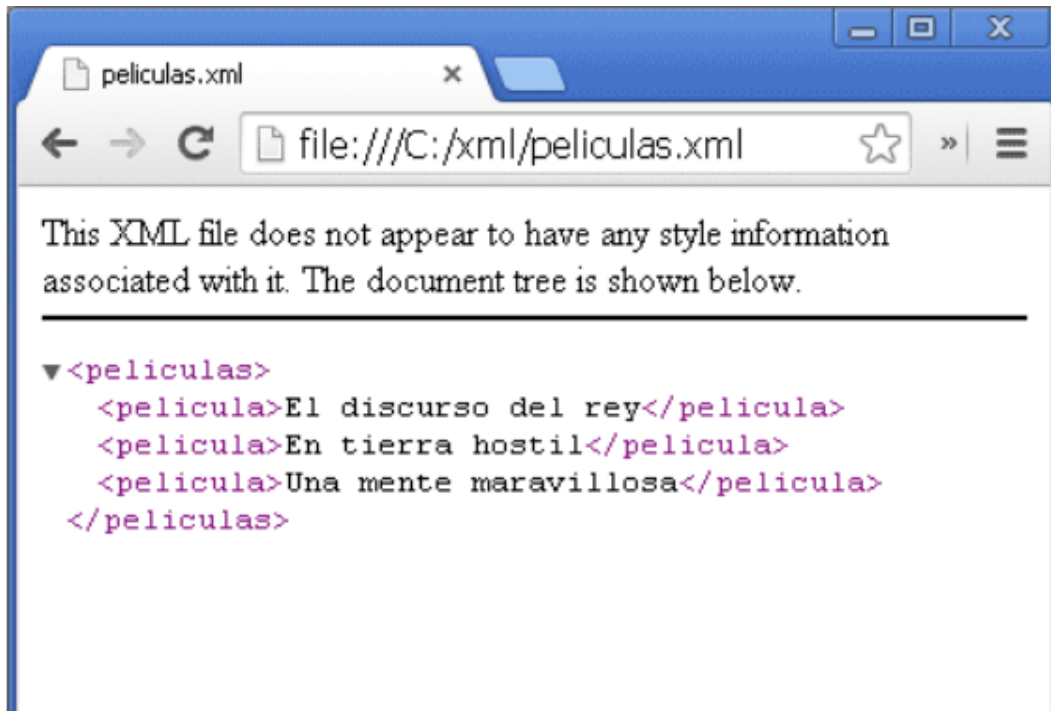 peliculas.xml
file:///C:/xml/peliculas.xml
This XML file does not appear to have any style information
associated with it. The document tree is shown below.
<peliculas>
<pelicula>El discurso del rey</pelicula>
<pelicula>En tierra hostil</pelicula>
<pelicula>Una mente maravillosa</pelicula>
</peliculas>